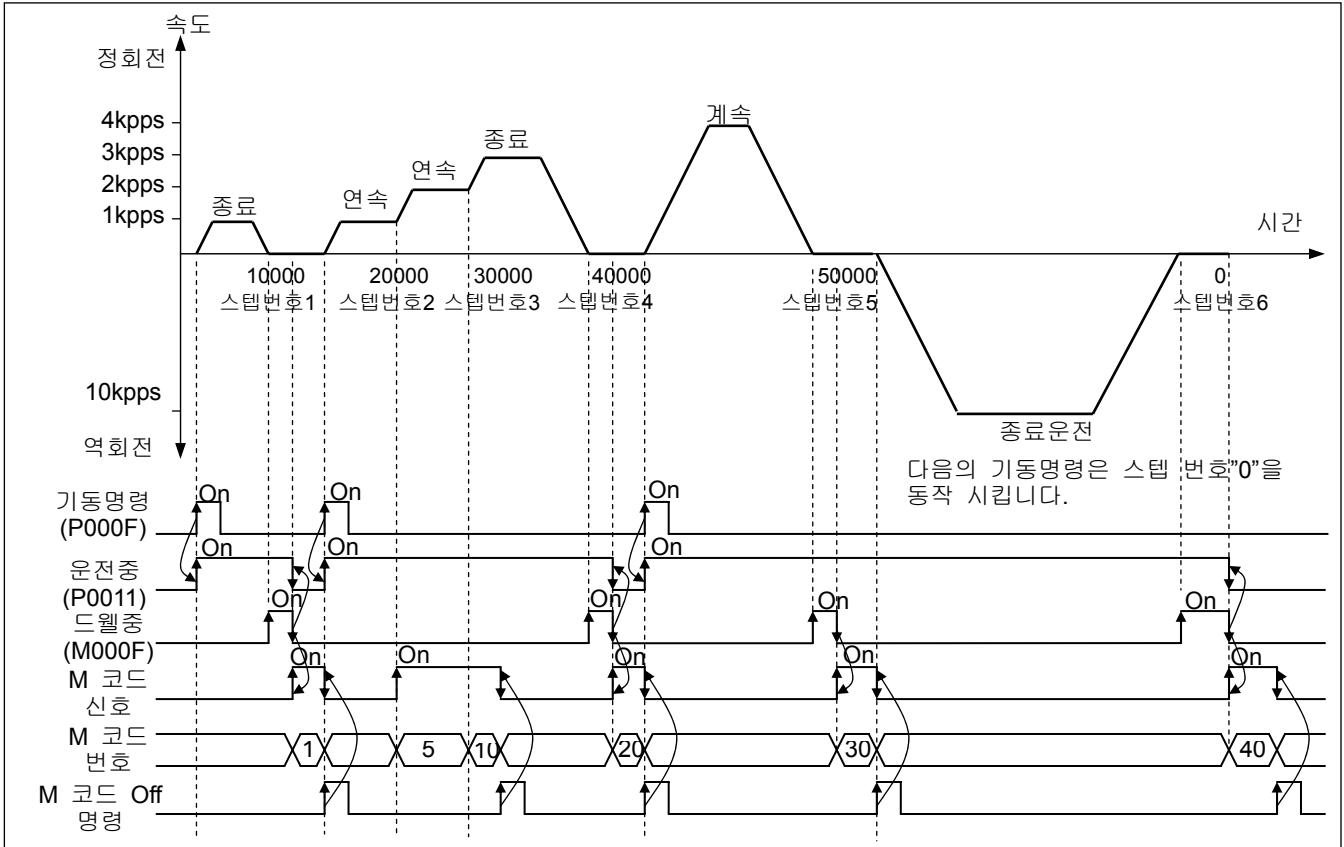 속도
정회전
4kpps
3kpps
2kpps
1kpps
종료
연속
연속
종료
계속
시간
10000
20000
30000
40000
50000
0
스텝번호1
스텝번호2
스텝번호3
스텝번호4
스텝번호5
스텝번호6
10kpps
역회전
종료운전
다음의 기동명령은 스텝 번호"0"을
동작 시킵니다.
기동명령
(P000F)
On
On
On
운전중
(P0011)
On
On
On
드웰중
(M000F)
On
On
On
On
M 코드
신호
On
On
On
On
On
M 코드
번호
1
5
10
20
30
40
M 코드 Off
명령